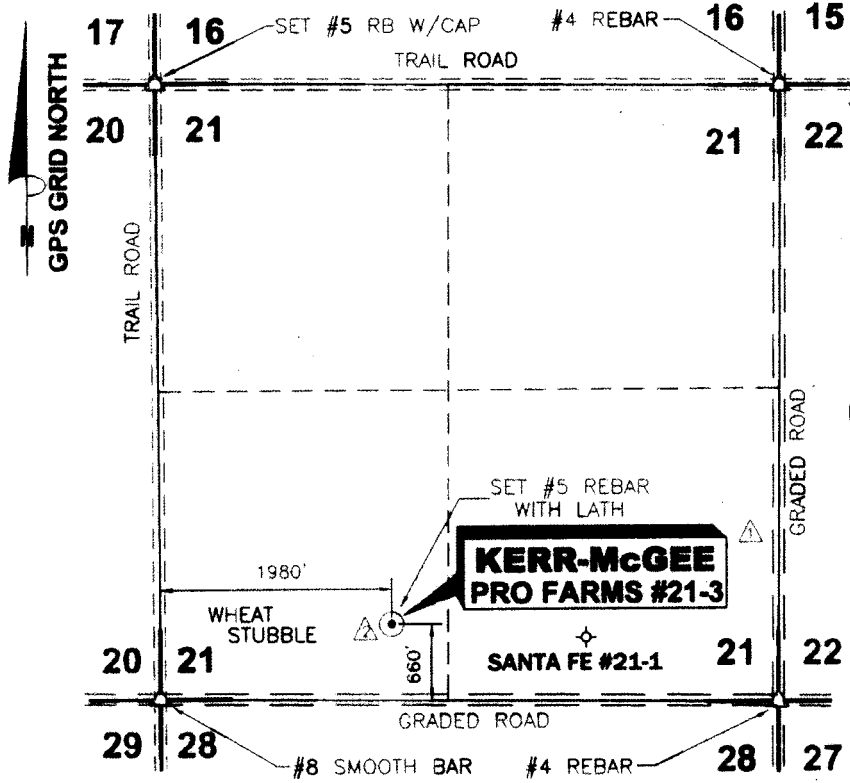 17 16
SET #5 RB W/CAP
#4 REBAR
16 15
TRAIL ROAD
20 21
21 22
GPS GRID NORTH
N
TRAIL ROAD
GRADED ROAD
SET #5 REBAR
WITH LATH
1
KERR-McGEE
PRO FARMS #21-3
1980'
WHEAT
STUBBLE
2
660'
SANTA FE #21-1
20 21
21 22
GRADED ROAD
29 28
#8 SMOOTH BAR
#4 REBAR
28 27